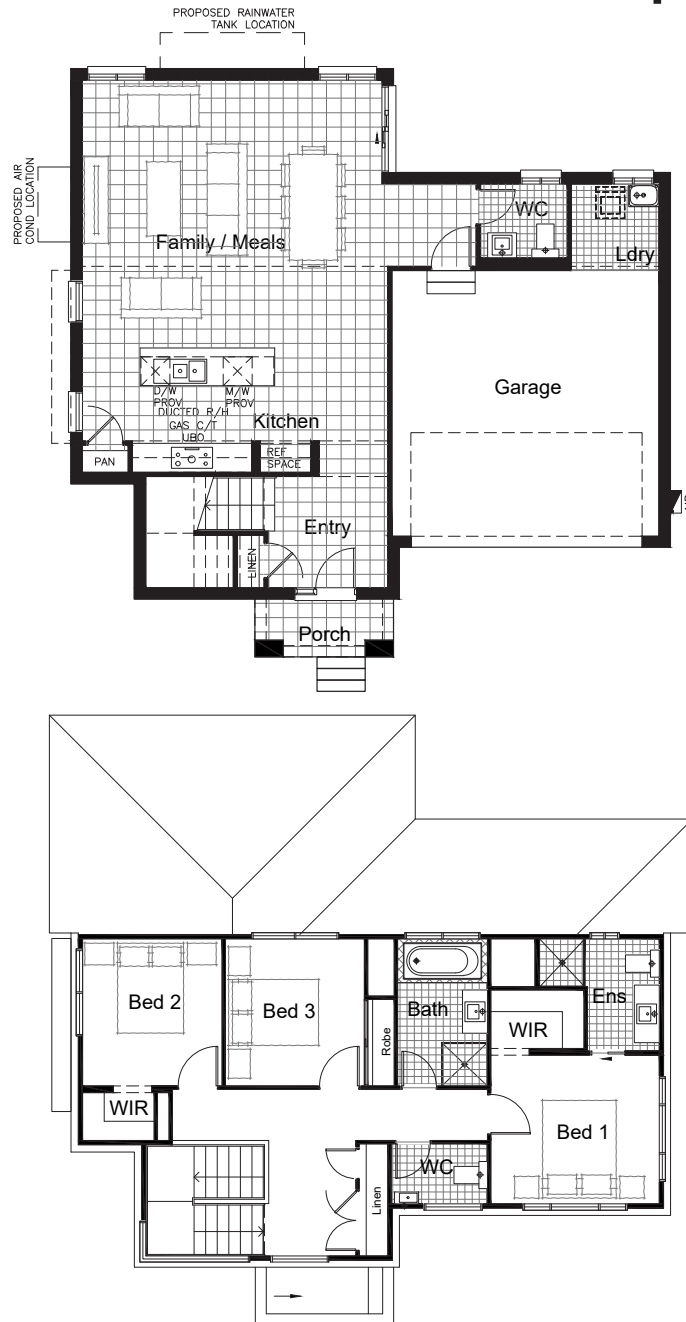 PROPOSED RAINWATER
TANK LOCATION
PROPOSED AIR
COND LOCATION
WC
Family / Meals
Ldry
Garage
D/W
PROV
M/W
PROV
DUCTED R/H
GAS C/T
UBO
Kitchen
PAN
REF
SPACE
Entry
LINEN
Porch
Bed 2
Bed 3
Bath
Ens
Robe
WIR
WIR
Bed 1
WC
Linen